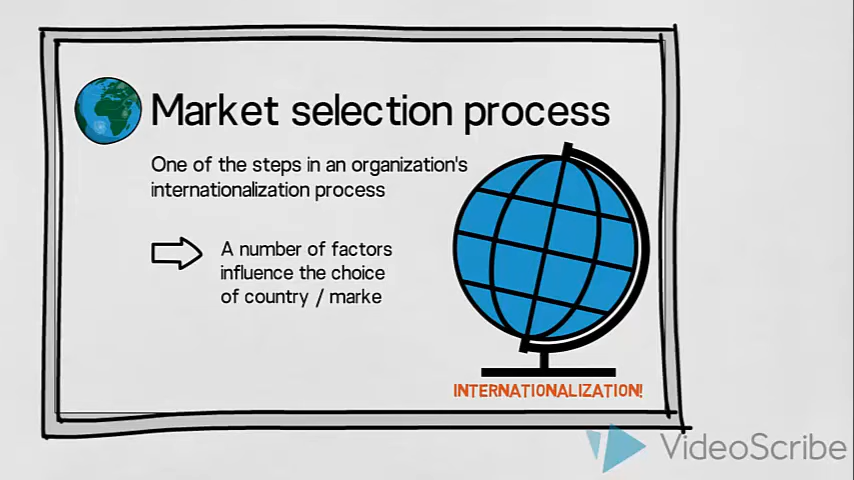 Market selection process
One of the steps in an organization's
internationalization process
A number of factors
influence the choice
of country / marke
INTERNATIONALIZATION!
VideoScribe